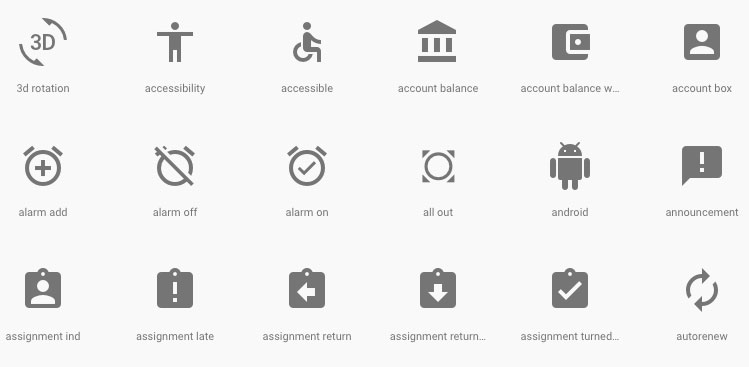 3D
3d rotation
accessibility
accessible
account balance
account balance w...
account box
alarm add
alarm off
alarm on
all out
android
announcement
assignment ind
assignment late
assignment return
assignment return...
assignment turned...
autorenew